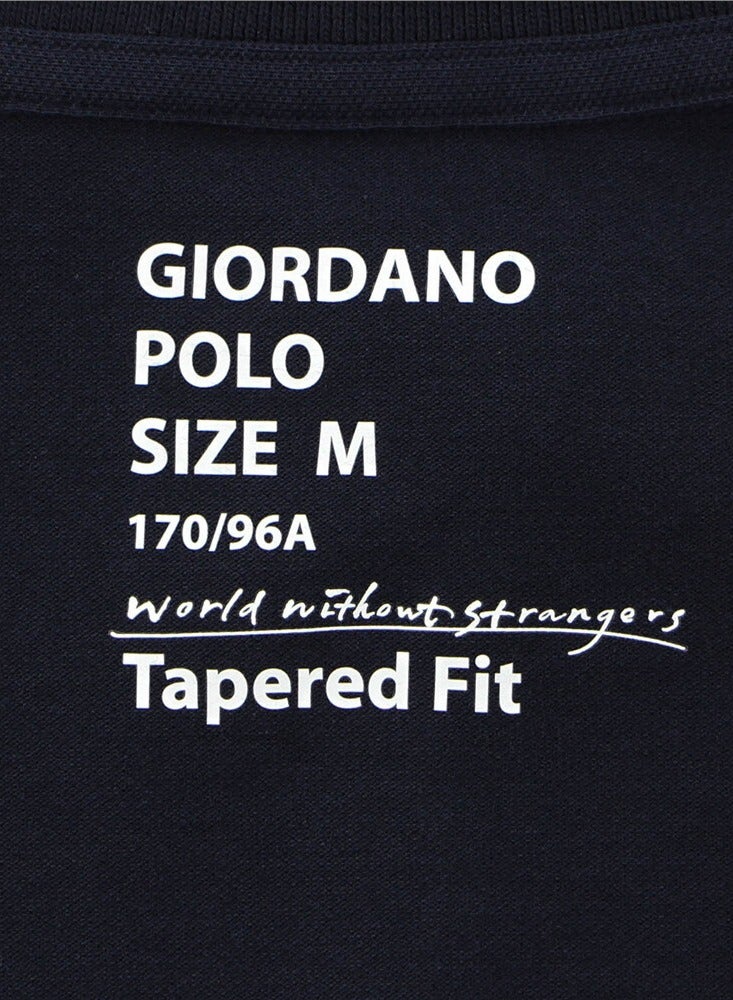 GIORDANO
POLO
SIZE M
170/96A
World without strangers
Tapered Fit